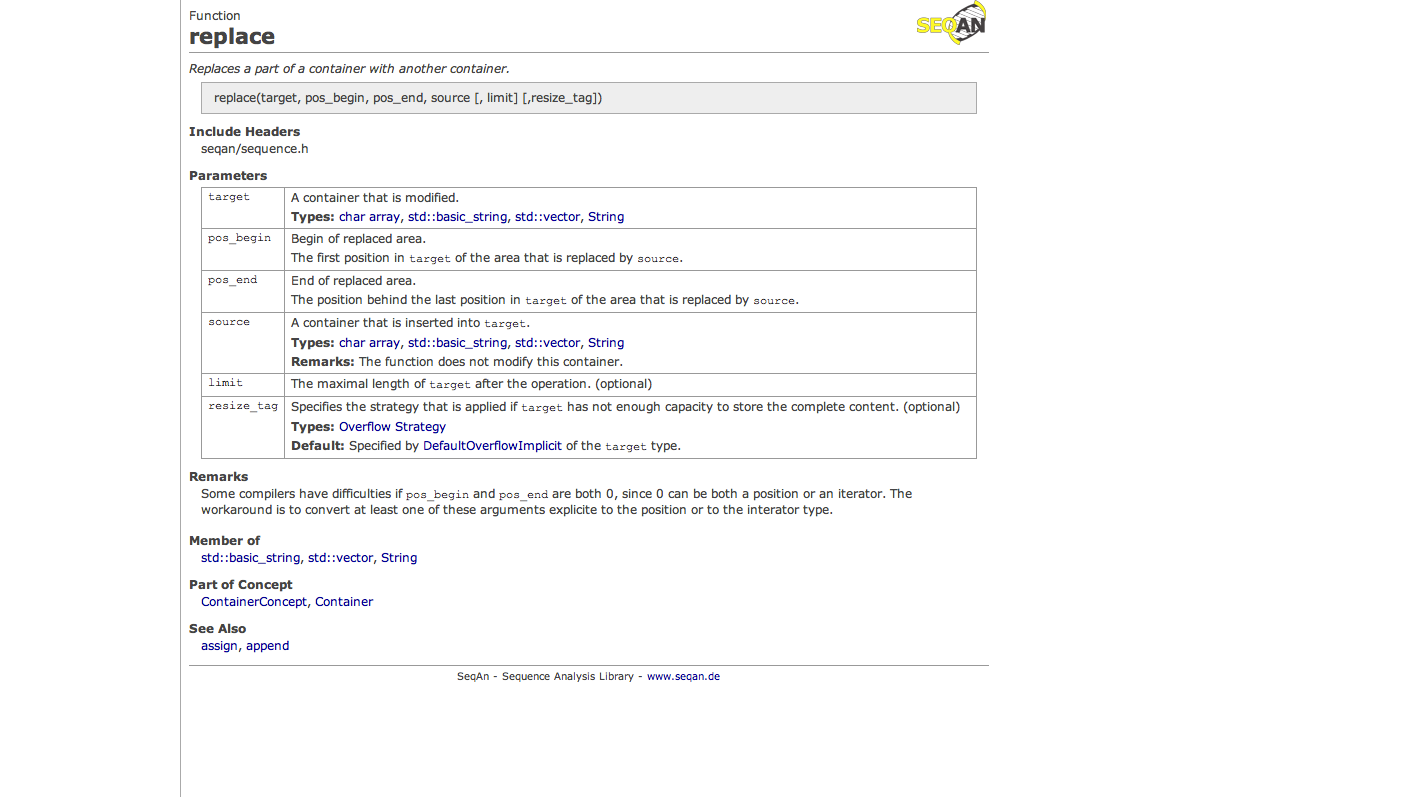 Function
replace
SEQAN
Replaces a part of a container with another container.
replace(target, pos_begin, pos_end, source [, limit] [,resize_tag])
Include Headers
seqan/sequence.h
Parameters
target A container that is modified.
Types: char array, std::basic_string, std::vector, String
pos_begin Begin of replaced area.
The first position in target of the area that is replaced by source.
pos_end End of replaced area.
The position behind the last position in target of the area that is replaced by source.
source A container that is inserted into target.
Types: char array, std::basic_string, std::vector, String
Remarks: The function does not modify this container.
limit The maximal length of target after the operation. (optional)
resize_tag Specifies the strategy that is applied if target has not enough capacity to store the complete content. (optional)
Types: Overflow Strategy
Default: Specified by DefaultOverflowImplicit of the target type.
Remarks
Some compilers have difficulties if pos_begin and pos_end are both 0, since 0 can be both a position or an iterator. The
workaround is to convert at least one of these arguments explicite to the position or to the interator type.
Member of
std::basic_string, std::vector, String
Part of Concept
ContainerConcept, Container
See Also
assign, append
SeqAn - Sequence Analysis Library - www.seqan.de